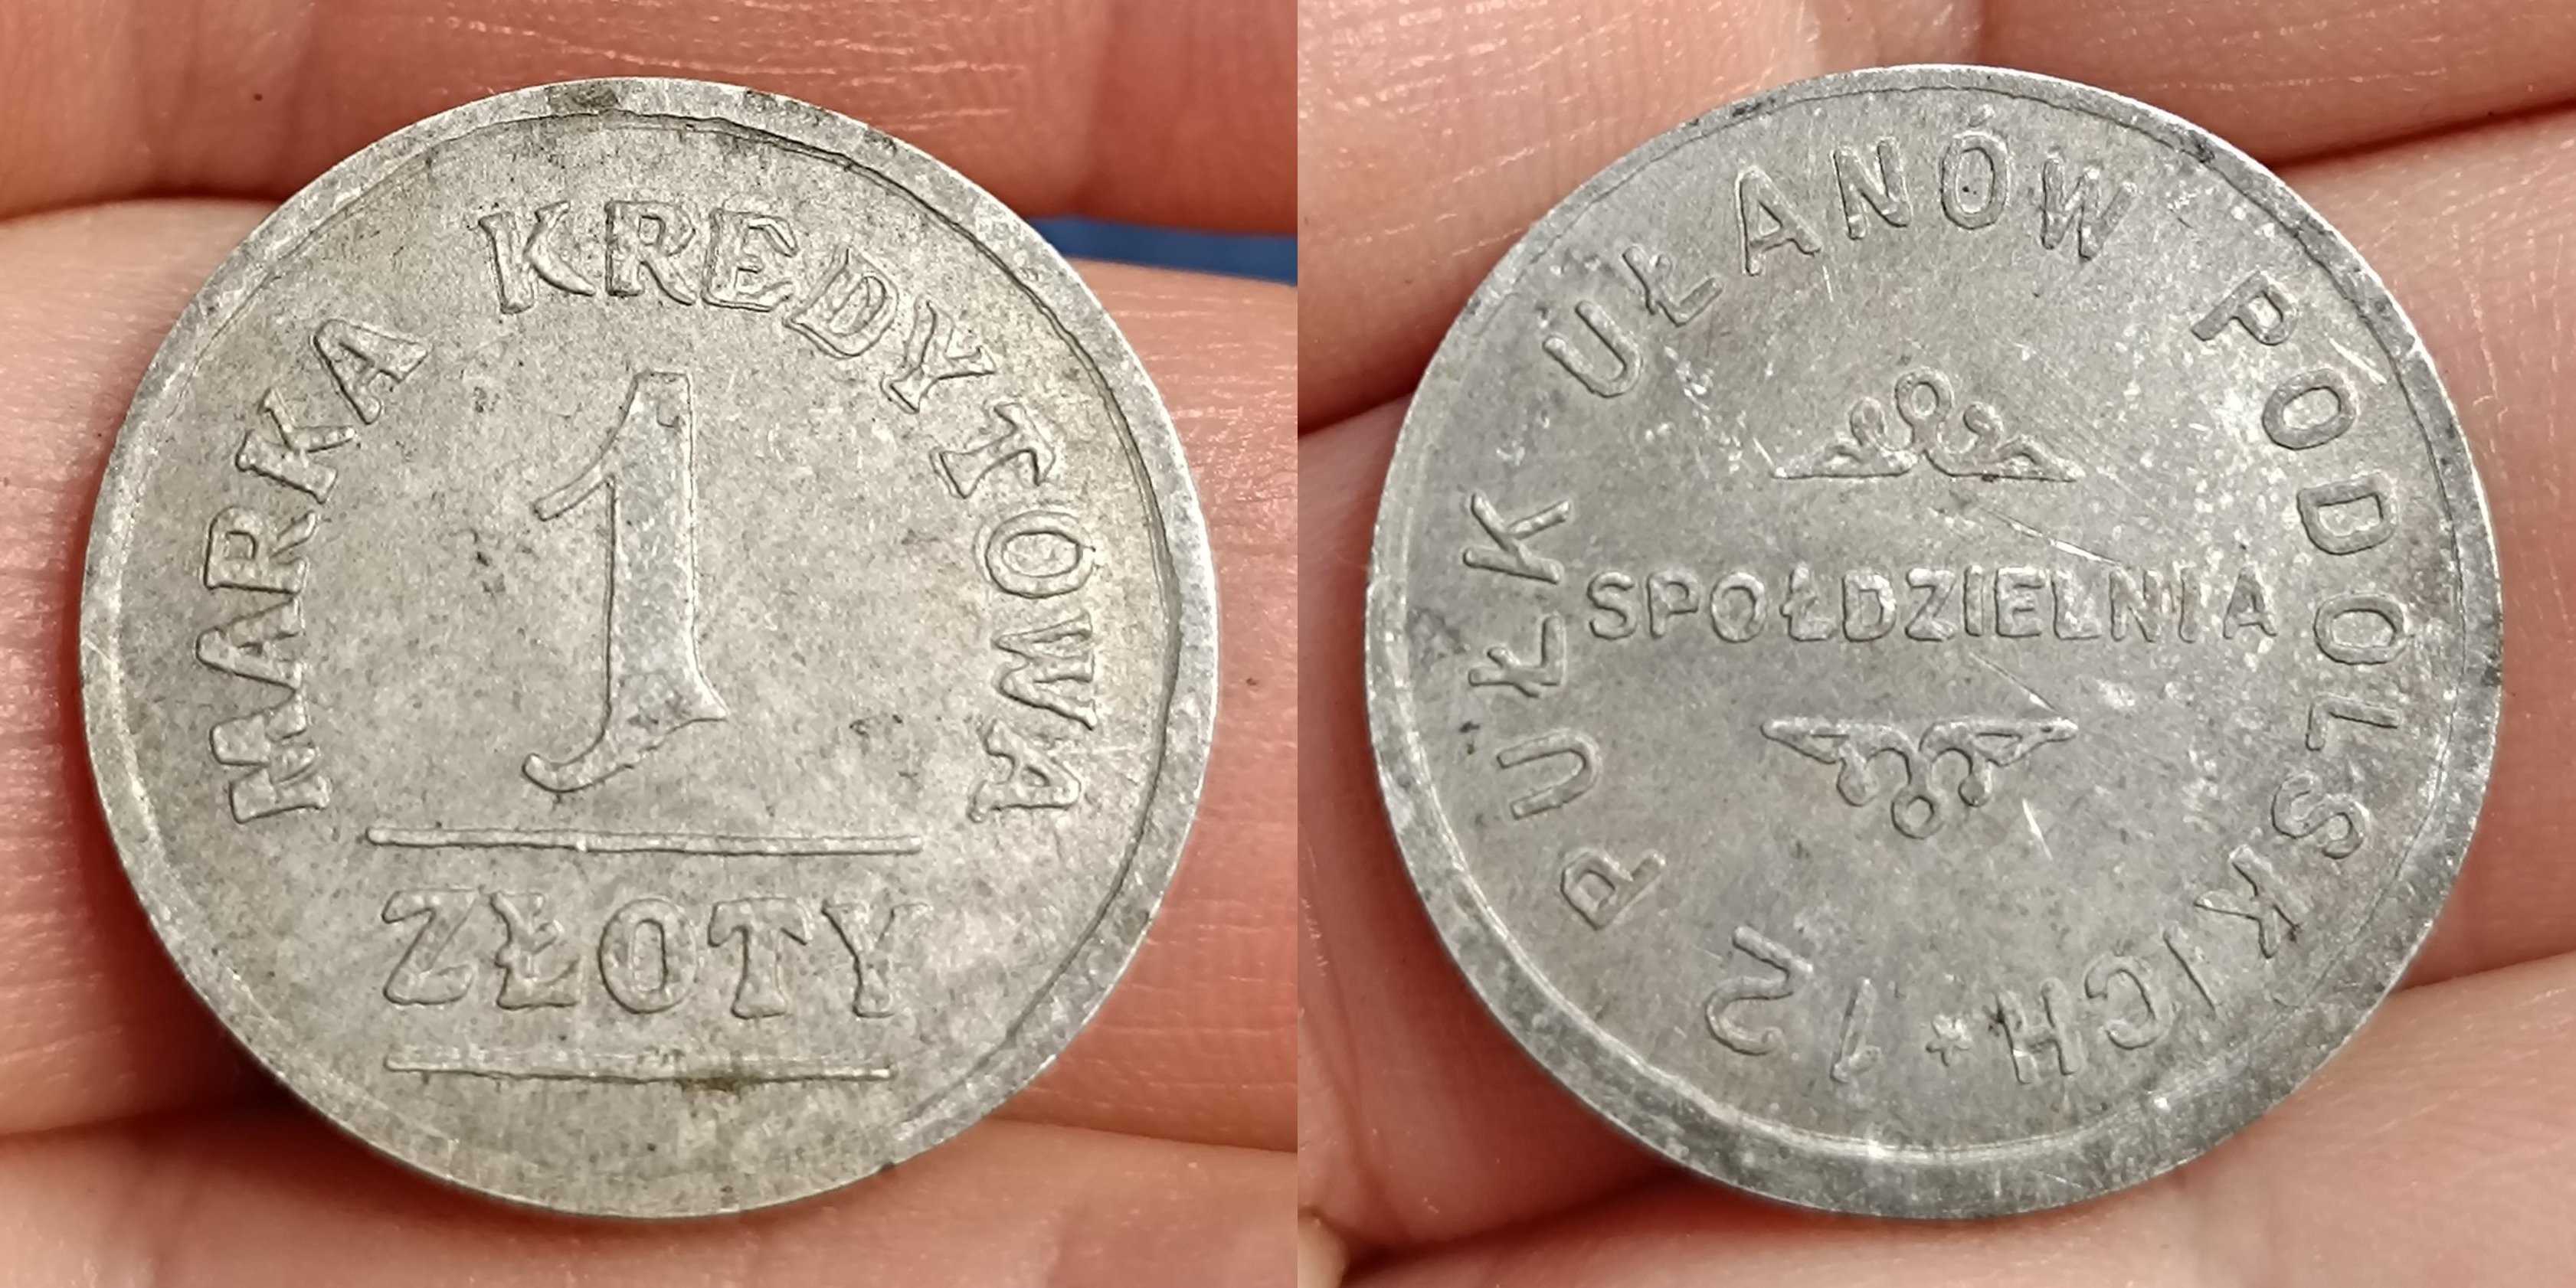 MARKA KREDYTOWA
1
ZŁOTY
12 PUŁK UŁANÓW PODOLSKICH *
SPOŁDZIELNIA